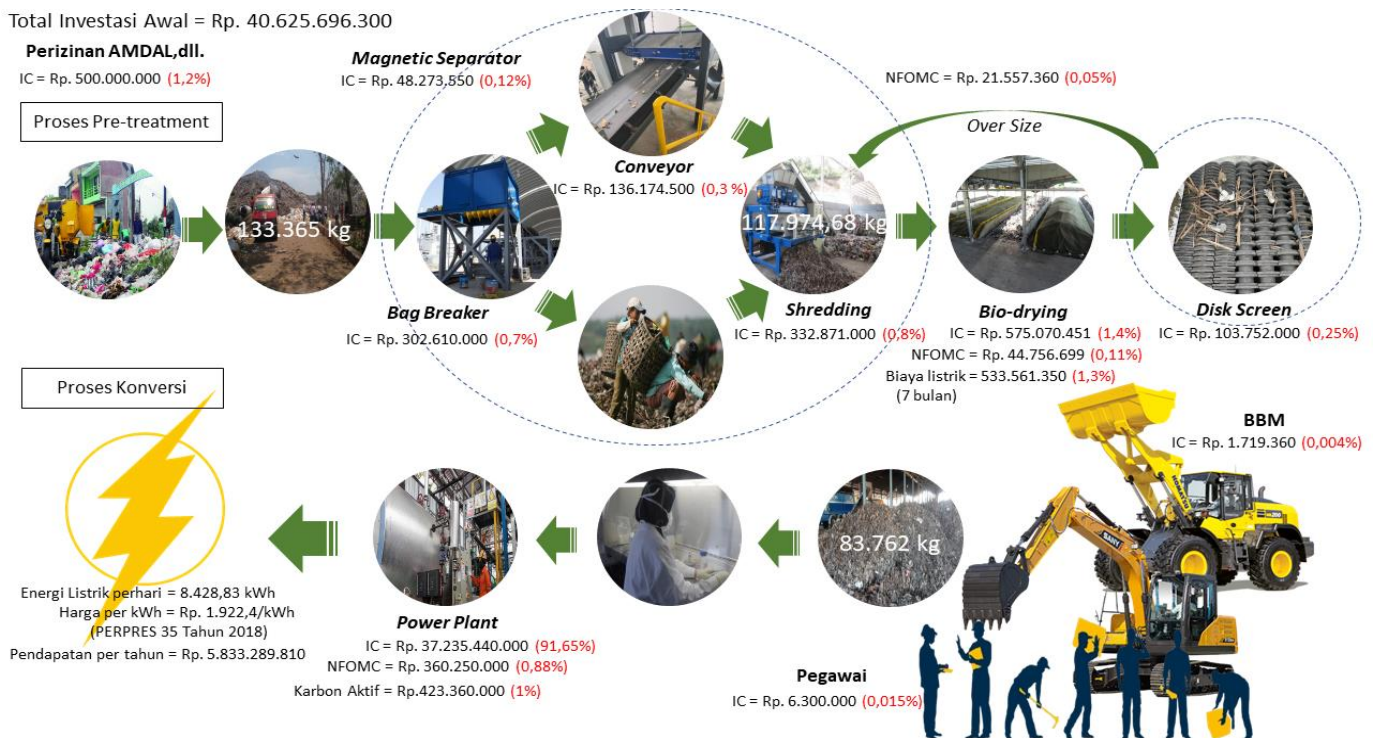 Total Investasi Awal = Rp. 40.625.696.300
Perizinan AMDAL,dll.
IC = Rp. 500.000.000 (1,2%)
Proses Pre-treatment
Magnetic Separator
IC = Rp. 48.273.550 (0,12%)
NFOMC = Rp. 21.557.360 (0,05%)
Over Size
Conveyor
IC = Rp. 136.174.500 (0,3 %)
133.365 kg
117.974,68 kg
Bag Breaker
IC = Rp. 302.610.000 (0,7%)
Shredding
IC = Rp. 332.871.000 (0,8%)
Bio-drying
IC = Rp. 575.070.451 (1,4%)
NFOMC = Rp. 44.756.699 (0,11%)
Biaya listrik = 533.561.350 (1,3%)
(7 bulan)
Disk Screen
IC = Rp. 103.752.000 (0,25%)
Proses Konversi
BBM
IC = Rp. 1.719.360 (0,004%)
KOMATSU
SANY
83.762 kg
Energi Listrik perhari = 8.428,83 kWh
Harga per kWh = Rp. 1.922,4/kWh
(PERPRES 35 Tahun 2018)
Pendapatan per tahun = Rp. 5.833.289.810
Power Plant
IC = Rp. 37.235.440.000 (91,65%)
NFOMC = Rp. 360.250.000 (0,88%)
Karbon Aktif = Rp.423.360.000 (1%)
Pegawai
IC = Rp. 6.300.000 (0,015%)